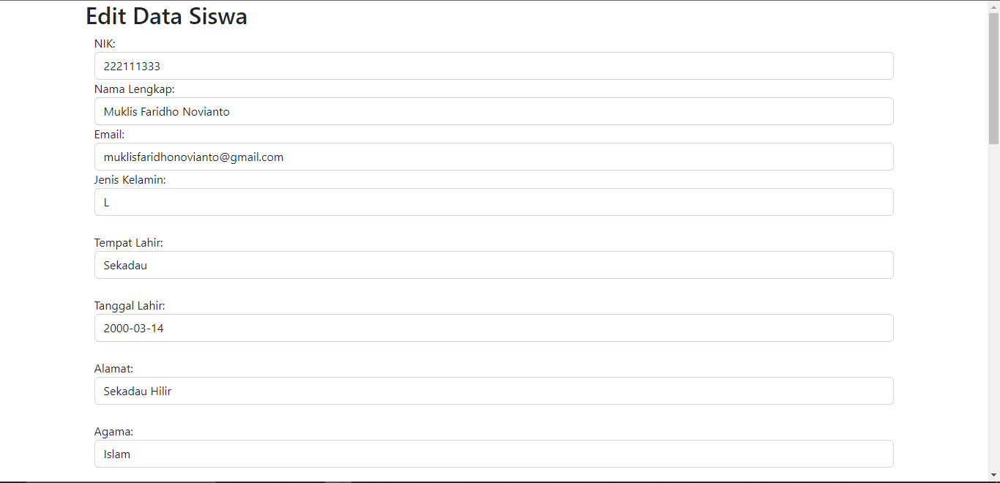 Edit Data Siswa
NIK:
222111333
Nama Lengkap:
Muklis Faridho Novianto
Email:
muklisfaridhonovianto@gmail.com
Jenis Kelamin:
L
Tempat Lahir:
Sekadau
Tanggal Lahir:
2000-03-14
Alamat:
Sekadau Hilir
Agama:
Islam